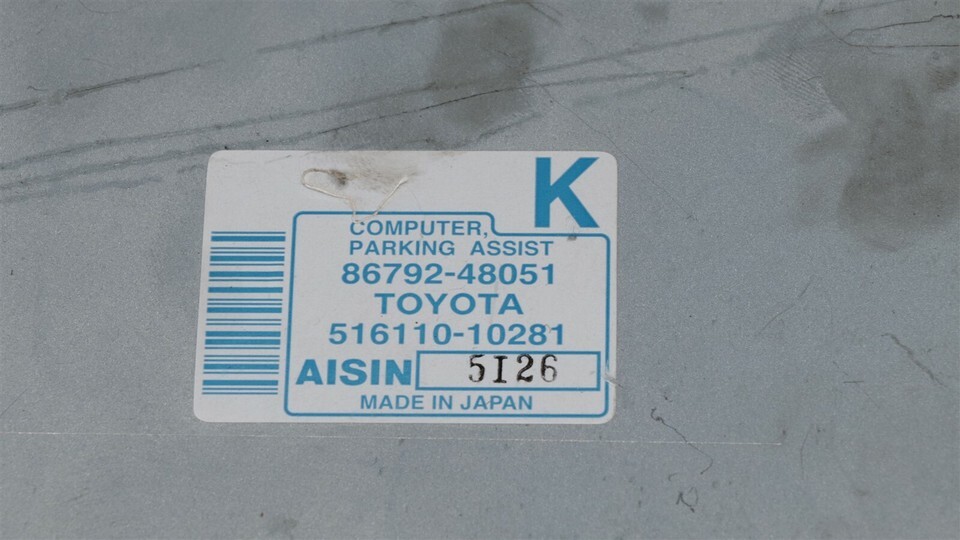 K
COMPUTER,
PARKING ASSIST
86792-48051
TOYOTA
516110-10281
AISIN 5I26
MADE IN JAPAN